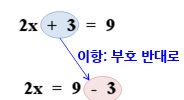 2x + 3 = 9
이항: 부호 반대로
2x = 9 - 3